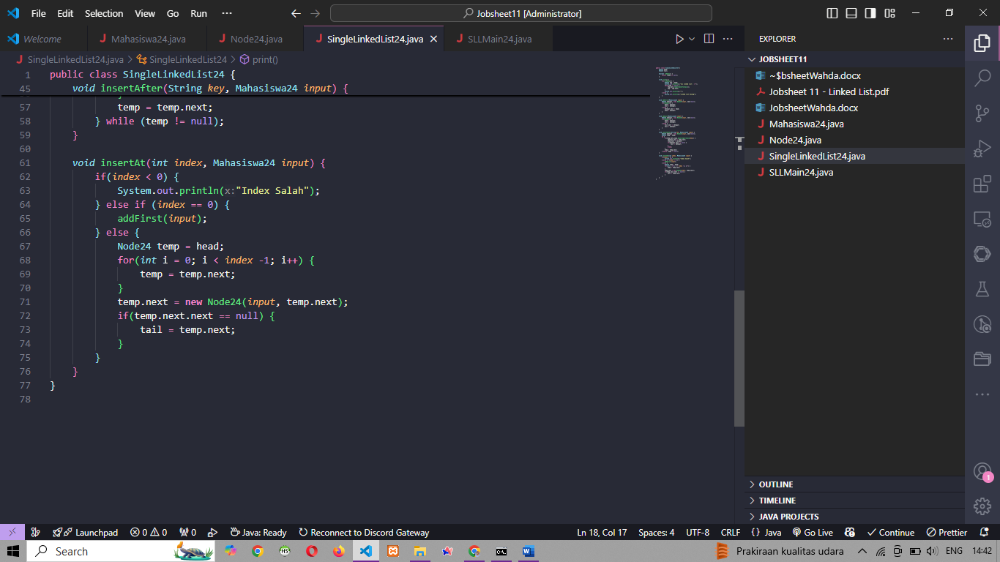 File Edit Selection View Go Run ··· Jobsheet11 [Administrator]
Welcome Mahasiswa24.java Node24.java SingleLinkedList24.java SLLMain24.java
SingleLinkedList24.java > SingleLinkedList24 > print()
1 public class SingleLinkedList24 {
45 void insertAfter(String key, Mahasiswa24 input) {
57 temp = temp.next;
58 } while (temp != null);
59 }
60
61 void insertAt(int index, Mahasiswa24 input) {
62 if(index < 0) {
63 System.out.println(x:"Index Salah");
64 } else if (index == 0) {
65 addFirst(input);
66 } else {
67 Node24 temp = head;
68 for(int i = 0; i < index -1; i++) {
69 temp = temp.next;
70 }
71 temp.next = new Node24(input, temp.next);
72 if(temp.next.next == null) {
73 tail = temp.next;
74 }
75 }
76 }
77 }
78
EXPLORER ···
JOBSHEET11
~$bsheetWahda.docx
Jobsheet 11 - Linked List.pdf
JobsheetWahda.docx
Mahasiswa24.java
Node24.java
SingleLinkedList24.java
SLLMain24.java
OUTLINE
TIMELINE
JAVA PROJECTS
1
Launchpad 0 0 0 Java: Ready Reconnect to Discord Gateway Ln 18, Col 17 Spaces: 4 UTF-8 CRLF {} Java Go Live Continue Prettier
Search Prakiraan kualitas udara ENG 14:42